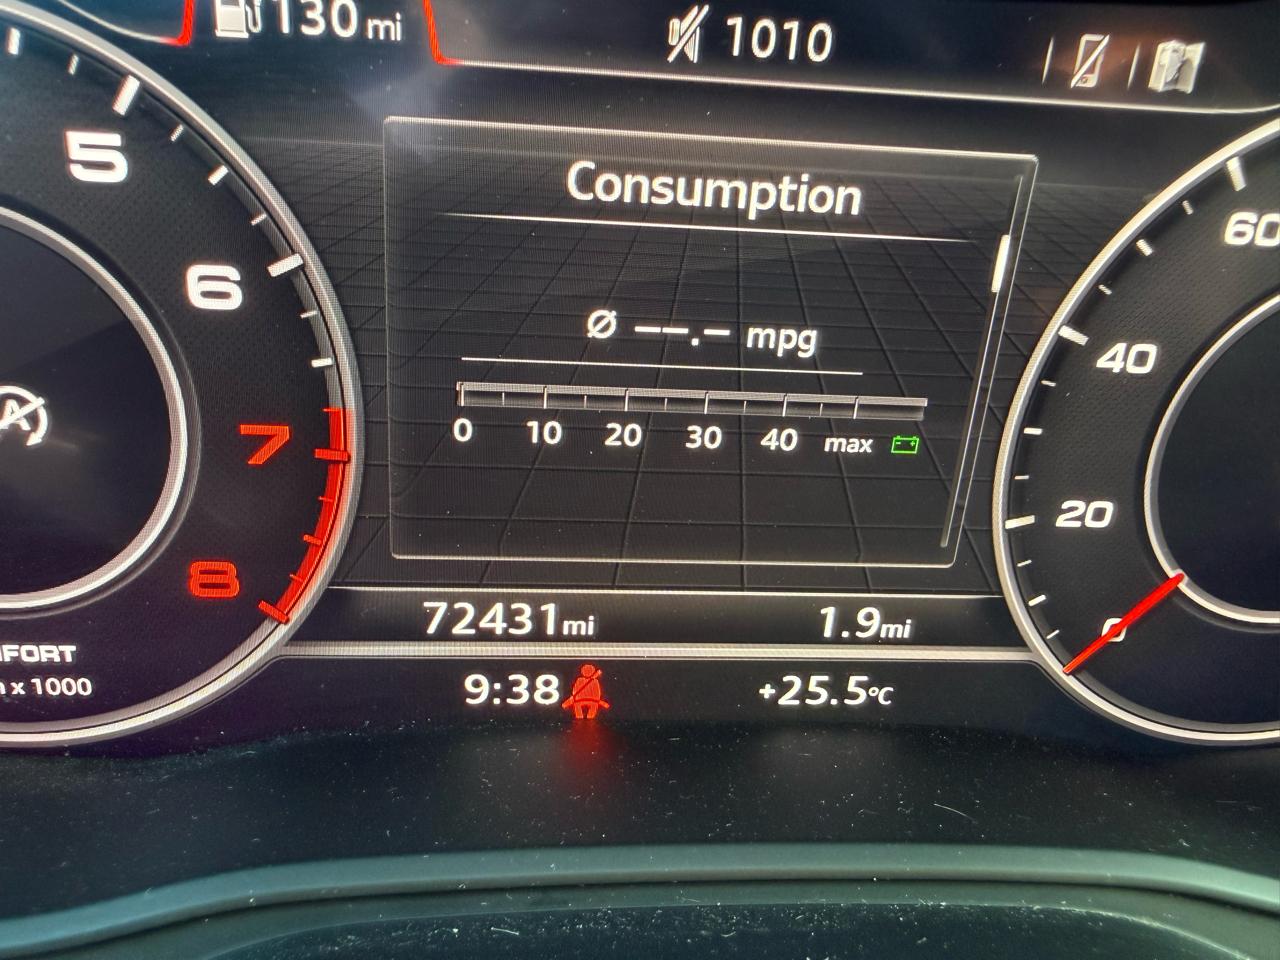 130 mi
1010
Consumption
Ø --.- mpg
0 10 20 30 40 max
5
6
7
8
60
40
20
0
72431mi
1.9mi
9:38
+25.5°C
x 1000
A